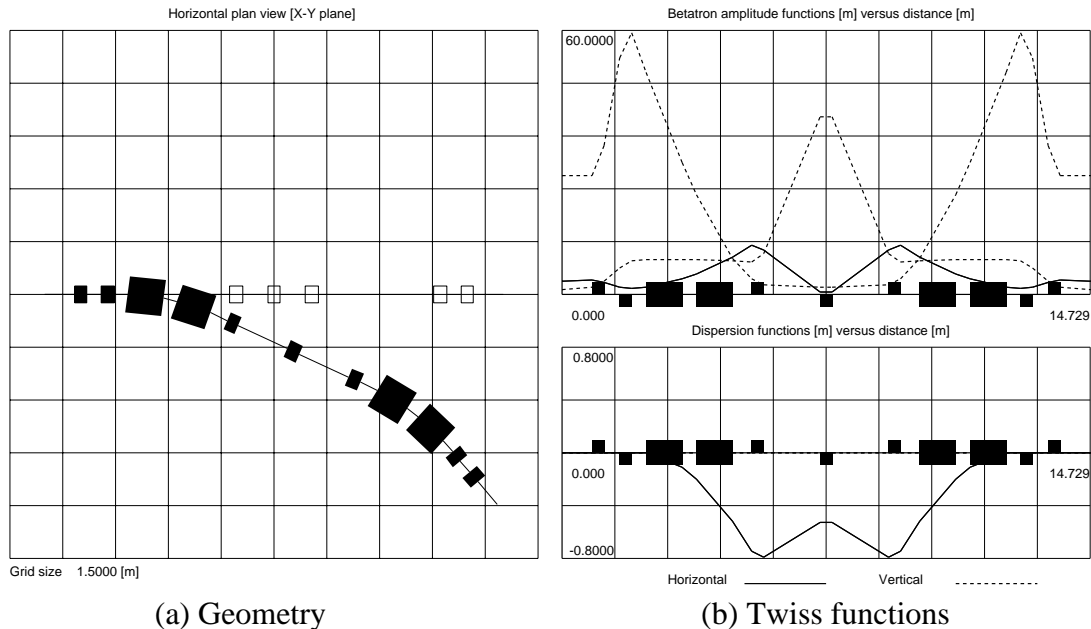 Horizontal plan view [X-Y plane]
Grid size 1.5000 [m]
(a) Geometry
Betatron amplitude functions [m] versus distance [m]
60.0000
0.000
14.729
Dispersion functions [m] versus distance [m]
0.8000
0.000
14.729
-0.8000
Horizontal
Vertical
(b) Twiss functions